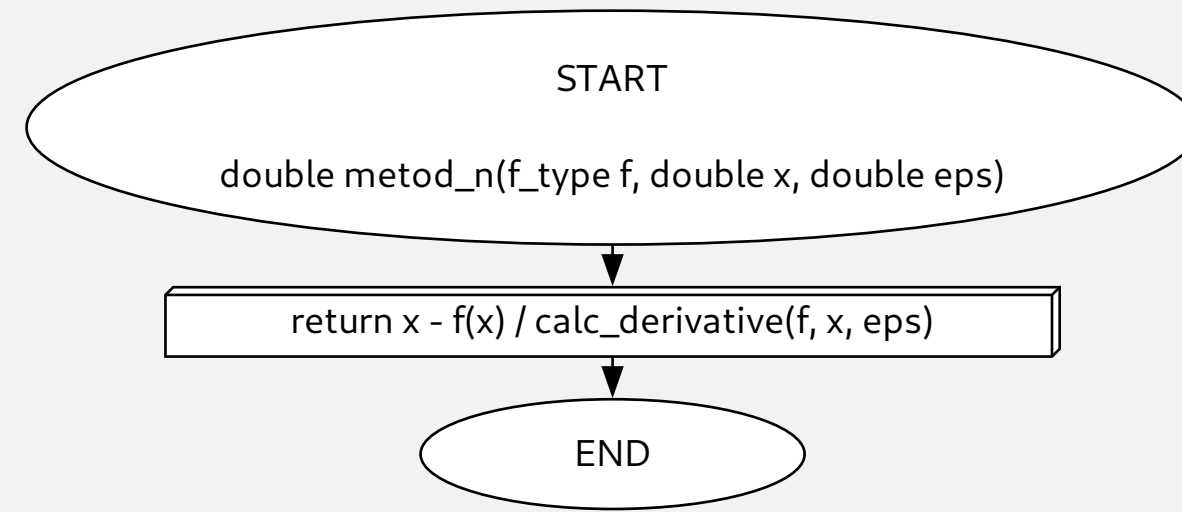 START
double metod_n(f_type f, double x, double eps)
return x - f(x) / calc_derivative(f, x, eps)
END